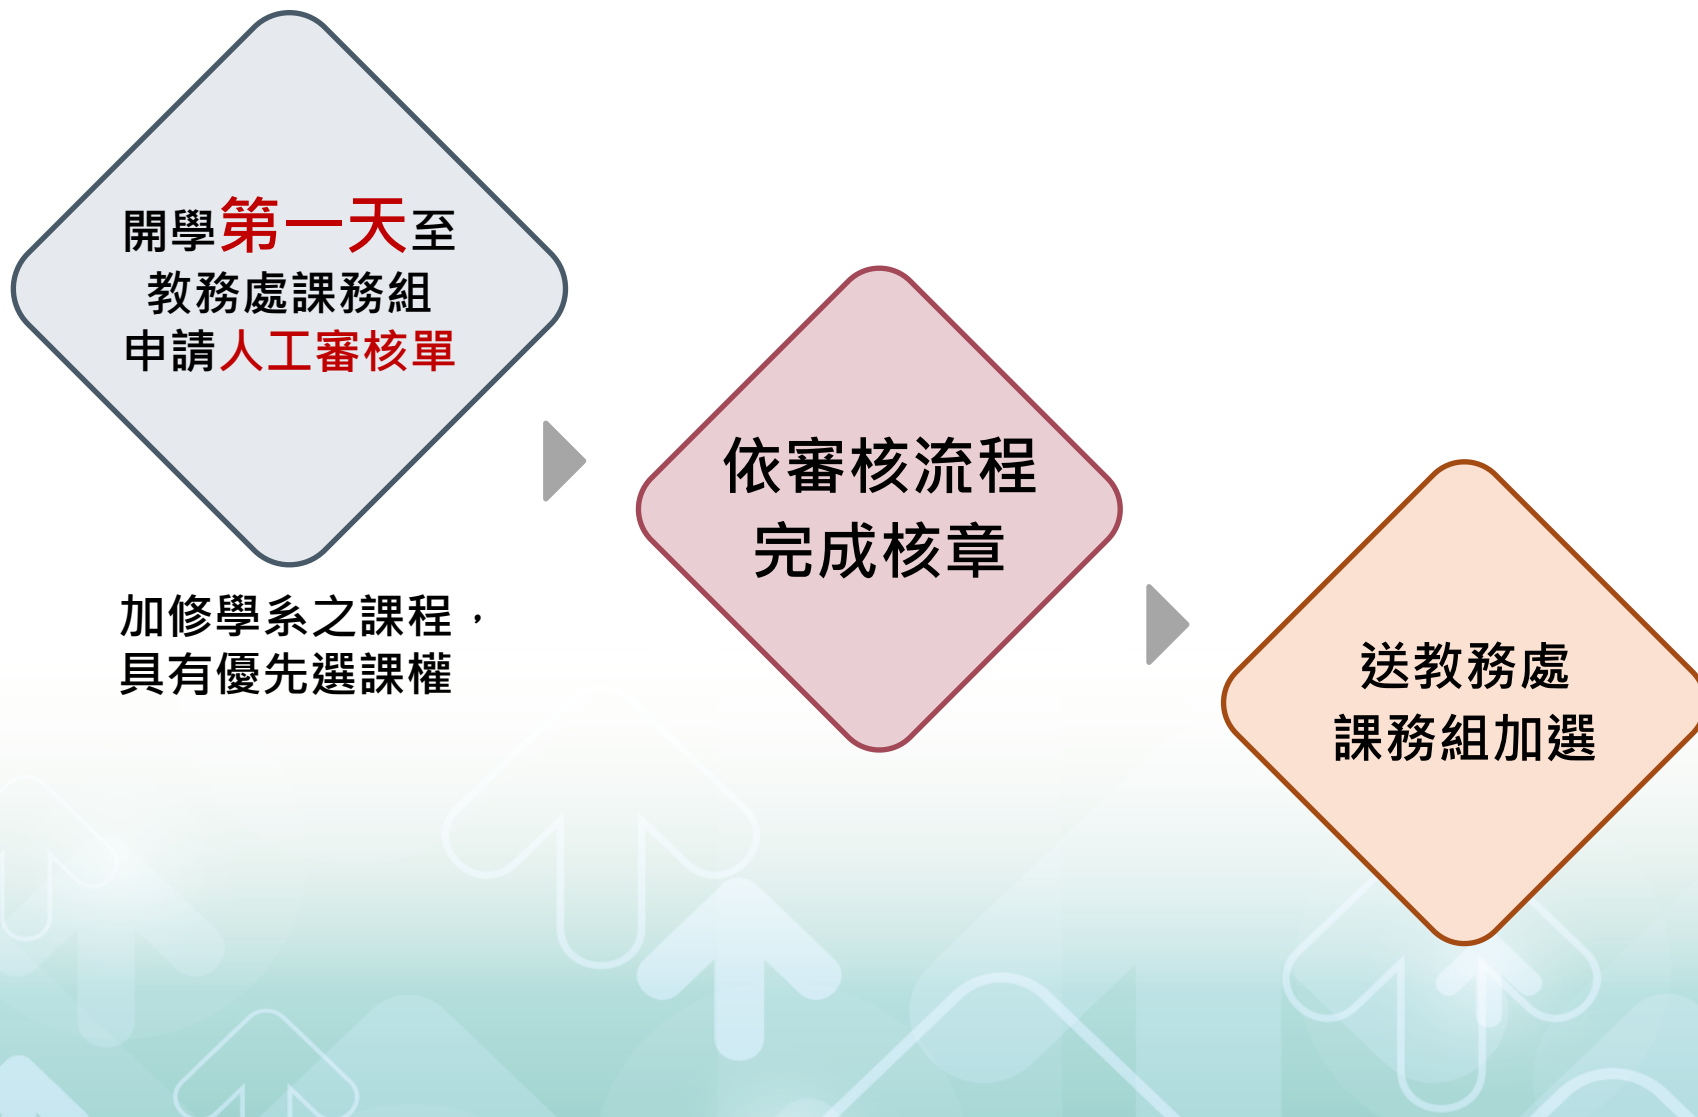 開學第一天至
教務處課務組
申請人工審核單
加修學系之課程，
具有優先選課權
依審核流程
完成核章
送教務處
課務組加選